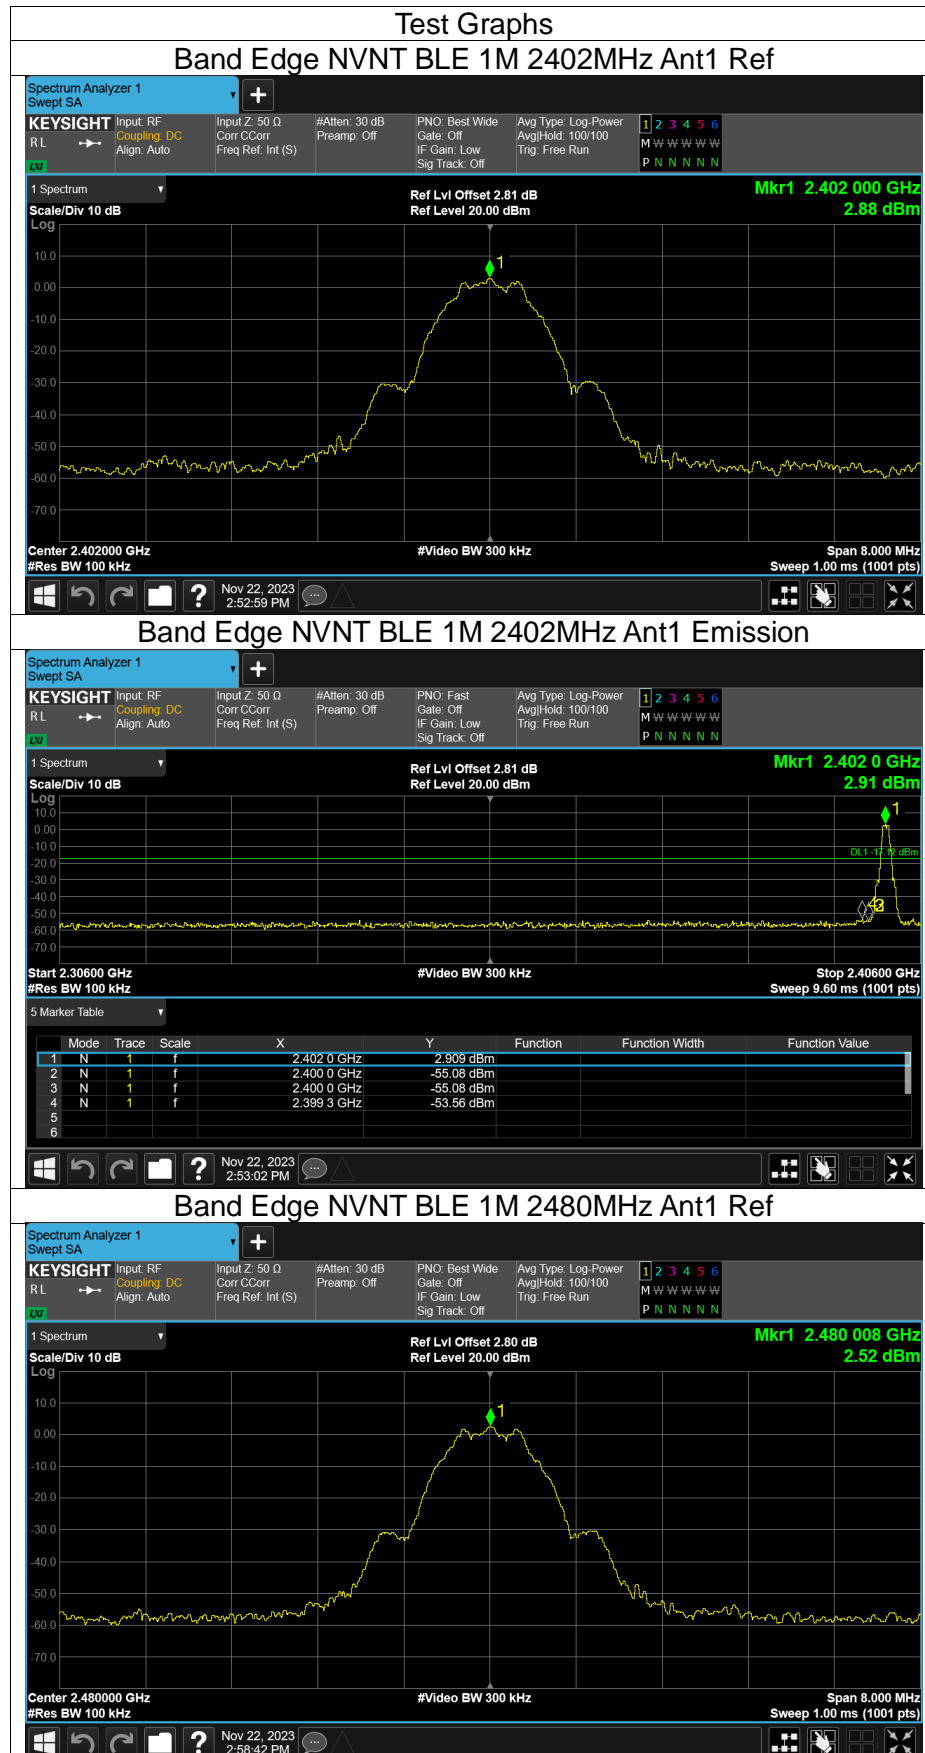 Test Graphs
Band Edge NVNT BLE 1M 2402MHz Ant1 Ref
Spectrum Analyzer 1
Swept SA
+
KEYSIGHT Input: RF Input Z: 50 Ω #Atten: 30 dB PNO: Best Wide Avg Type: Log-Power 1 2 3 4 5 6
RL Coupling: DC Corr CCorr Preamp: Off Gate: Off Avg|Hold: 100/100 M W W W W W
Align: Auto Freq Ref: Int (S) IF Gain: Low Trig: Free Run
LXI Sig Track: Off P N N N N N
1 Spectrum Ref Lvl Offset 2.81 dB Mkr1 2.402 000 GHz
Scale/Div 10 dB Ref Level 20.00 dBm 2.88 dBm
Log
10.0
1
0.00
-10.0
-20.0
-30.0
-40.0
-50.0
-60.0
-70.0
Center 2.402000 GHz #Video BW 300 kHz Span 8.000 MHz
#Res BW 100 kHz Sweep 1.00 ms (1001 pts)
? Nov 22, 2023
2:52:59 PM
Band Edge NVNT BLE 1M 2402MHz Ant1 Emission
Spectrum Analyzer 1
Swept SA
+
KEYSIGHT Input: RF Input Z: 50 Ω #Atten: 30 dB PNO: Fast Avg Type: Log-Power 1 2 3 4 5 6
RL Coupling: DC Corr CCorr Preamp: Off Gate: Off Avg|Hold: 100/100 M W W W W W
Align: Auto Freq Ref: Int (S) IF Gain: Low Trig: Free Run
LXI Sig Track: Off P N N N N N
1 Spectrum Ref Lvl Offset 2.81 dB Mkr1 2.402 0 GHz
Scale/Div 10 dB Ref Level 20.00 dBm 2.91 dBm
Log
10.0 1
0.00
-10.0
DL1 -17.12 dBm
-20.0
-30.0
-40.0
-50.0
-60.0
-70.0
Start 2.30600 GHz #Video BW 300 kHz Stop 2.40600 GHz
#Res BW 100 kHz Sweep 9.60 ms (1001 pts)
5 Marker Table
Mode Trace Scale X Y Function Function Width Function Value
1 N 1 f 2.402 0 GHz 2.909 dBm
2 N 1 f 2.400 0 GHz -55.08 dBm
3 N 1 f 2.400 0 GHz -55.08 dBm
4 N 1 f 2.399 3 GHz -53.56 dBm
5
6
? Nov 22, 2023
2:53:02 PM
Band Edge NVNT BLE 1M 2480MHz Ant1 Ref
Spectrum Analyzer 1
Swept SA
+
KEYSIGHT Input: RF Input Z: 50 Ω #Atten: 30 dB PNO: Best Wide Avg Type: Log-Power 1 2 3 4 5 6
RL Coupling: DC Corr CCorr Preamp: Off Gate: Off Avg|Hold: 100/100 M W W W W W
Align: Auto Freq Ref: Int (S) IF Gain: Low Trig: Free Run
LXI Sig Track: Off P N N N N N
1 Spectrum Ref Lvl Offset 2.80 dB Mkr1 2.480 008 GHz
Scale/Div 10 dB Ref Level 20.00 dBm 2.52 dBm
Log
10.0
1
0.00
-10.0
-20.0
-30.0
-40.0
-50.0
-60.0
-70.0
Center 2.480000 GHz #Video BW 300 kHz Span 8.000 MHz
#Res BW 100 kHz Sweep 1.00 ms (1001 pts)
? Nov 22, 2023
2:58:42 PM